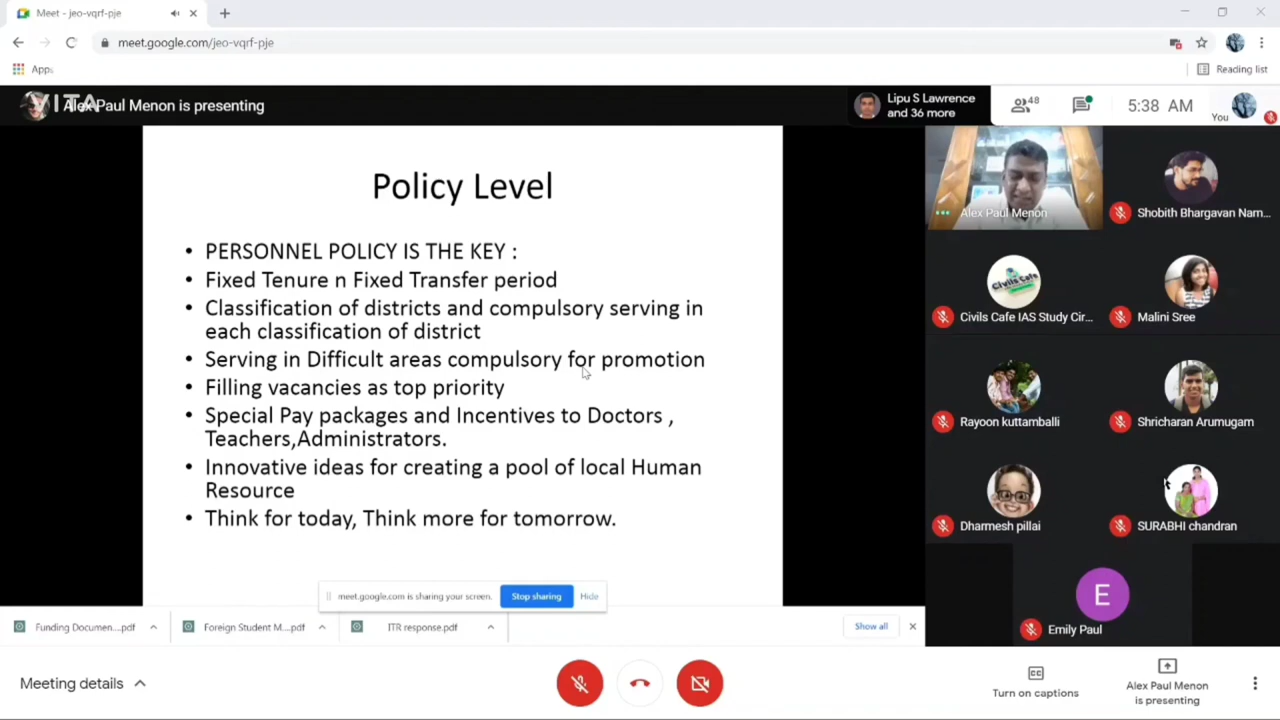 Meet - jeo-vqrf-pje
meet.google.com/jeo-vqrf-pje
Apps
Reading list
VITA
Alex Paul Menon is presenting
Lipu S Lawrence
and 36 more
48
5:38 AM
You
Policy Level
• PERSONNEL POLICY IS THE KEY :
• Fixed Tenure n Fixed Transfer period
• Classification of districts and compulsory serving in
each classification of district
• Serving in Difficult areas compulsory for promotion
• Filling vacancies as top priority
• Special Pay packages and Incentives to Doctors ,
Teachers,Administrators.
• Innovative ideas for creating a pool of local Human
Resource
• Think for today, Think more for tomorrow.
Alex Paul Menon
Shobith Bhargavan Nam...
Civils Cafe
Civils Cafe IAS Study Cir...
Malini Sree
Rayoon kuttamballi
Shricharan Arumugam
Dharmesh pillai
SURABHI chandran
E
Emily Paul
meet.google.com is sharing your screen.
Stop sharing
Hide
Funding Documen....pdf
Foreign Student M....pdf
ITR response.pdf
Show all
Meeting details
Turn on captions
Alex Paul Menon
is presenting